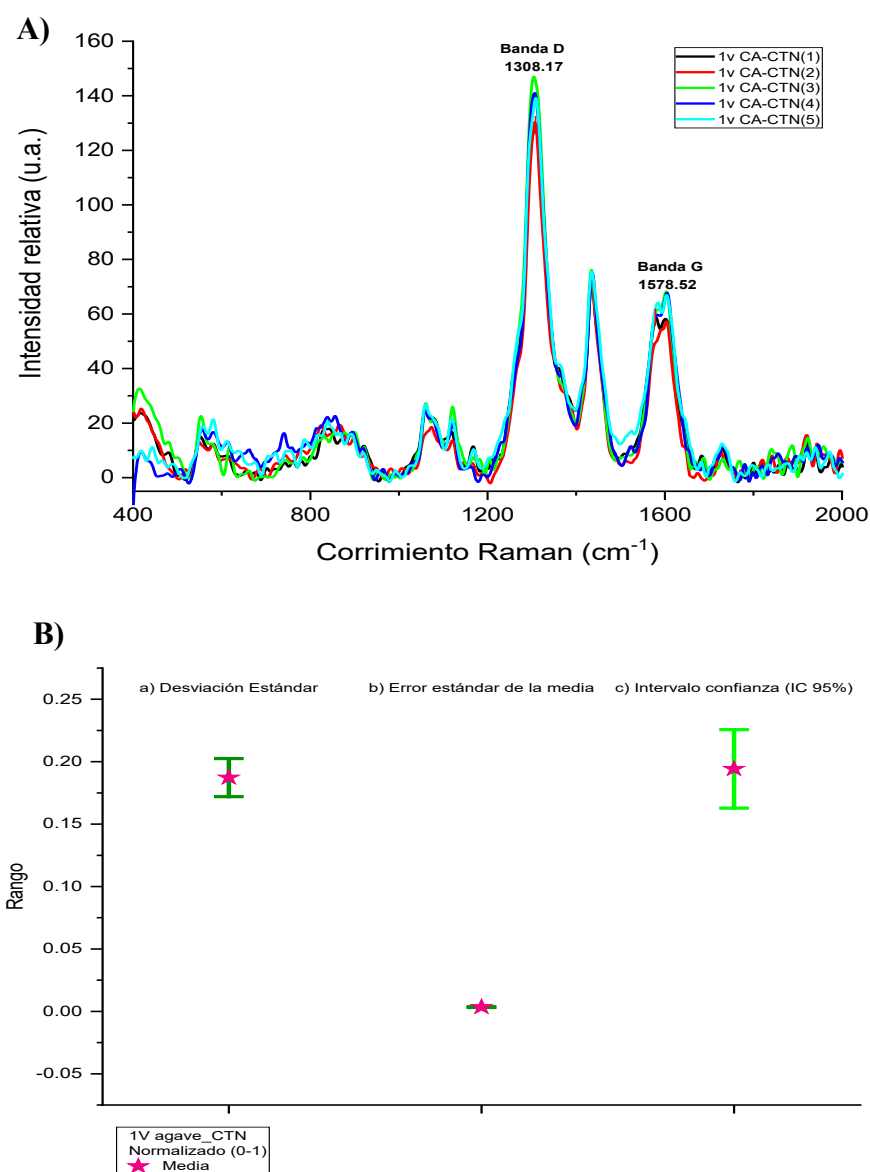 A)
160
140
120
100
80
60
40
20
0
Intensidad relativa (u.a.)
Banda D
1308.17
Banda G
1578.52
1v CA-CTN(1)
1v CA-CTN(2)
1v CA-CTN(3)
1v CA-CTN(4)
1v CA-CTN(5)
400 800 1200 1600 2000
Corrimiento Raman (cm⁻¹)
B)
a) Desviación Estándar b) Error estándar de la media c) Intervalo confianza (IC 95%)
0.25
0.20
0.15
0.10
0.05
0.00
-0.05
Rango
1V agave_CTN
Normalizado (0-1)
Media